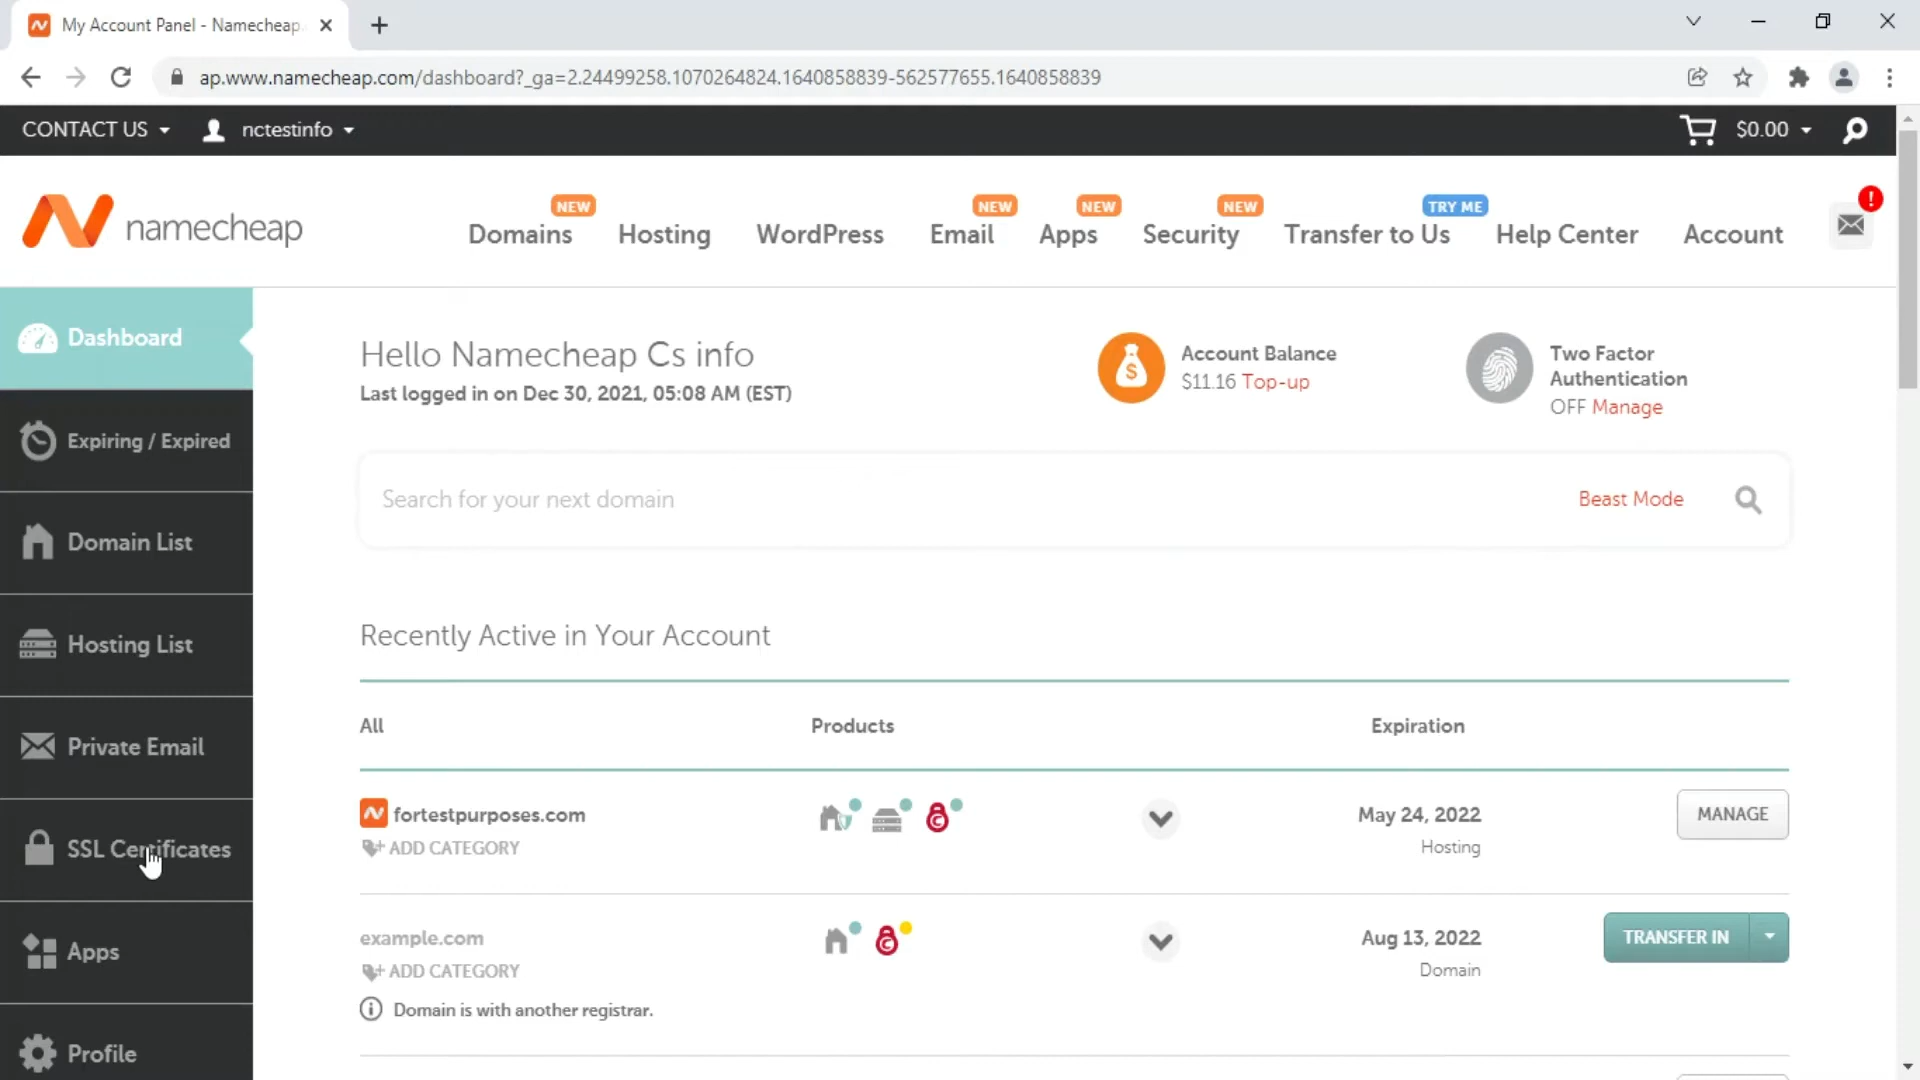 My Account Panel - Namecheap
ap.www.namecheap.com/dashboard?_ga=2.24499258.1070264824.1640858839-562577655.1640858839
CONTACT US
nctestinfo
$0.00
namecheap
NEW
NEW
NEW
NEW
TRY ME
!
Domains
Hosting
WordPress
Email
Apps
Security
Transfer to Us
Help Center
Account
Dashboard
Expiring / Expired
Domain List
Hosting List
Private Email
SSL Certificates
Apps
Profile
Hello Namecheap Cs info
Last logged in on Dec 30, 2021, 05:08 AM (EST)
Account Balance
$11.16 Top-up
Two Factor
Authentication
OFF Manage
Search for your next domain
Beast Mode
Recently Active in Your Account
All
Products
Expiration
fortestpurposes.com
ADD CATEGORY
May 24, 2022
Hosting
MANAGE
example.com
ADD CATEGORY
Domain is with another registrar.
Aug 13, 2022
Domain
TRANSFER IN